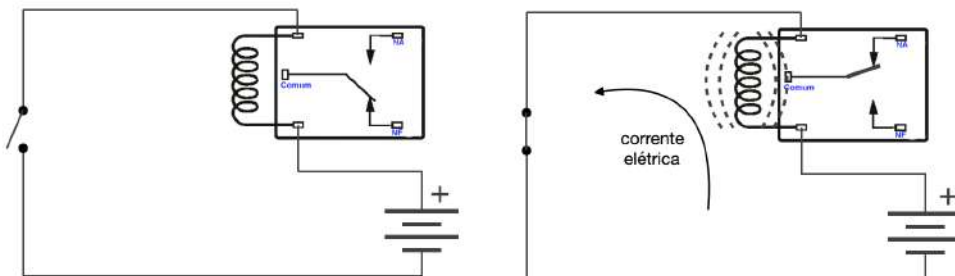 NA
Comum
NF
+
NA
Comum
NF
corrente
elétrica
+